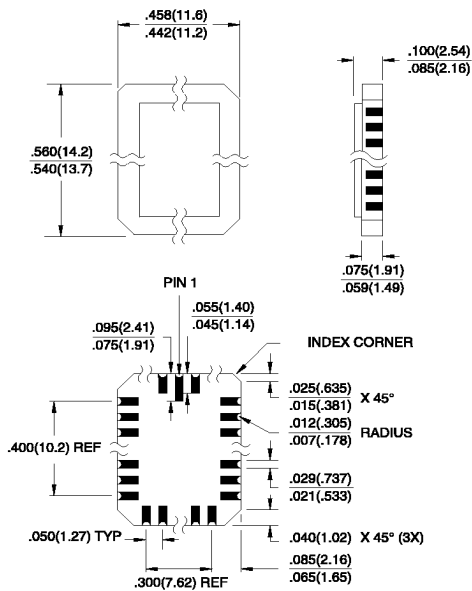 .458(11.6)
.442(11.2)
.100(2.54)
.085(2.16)
.560(14.2)
.540(13.7)
.075(1.91)
.059(1.49)
PIN 1
.055(1.40)
.045(1.14)
.095(2.41)
.075(1.91)
INDEX CORNER
.025(.635)
.015(.381)
X 45°
.012(.305)
.007(.178)
RADIUS
.400(10.2) REF
.029(.737)
.021(.533)
.050(1.27) TYP
.040(1.02) X 45° (3X)
.085(2.16)
.065(1.65)
.300(7.62) REF